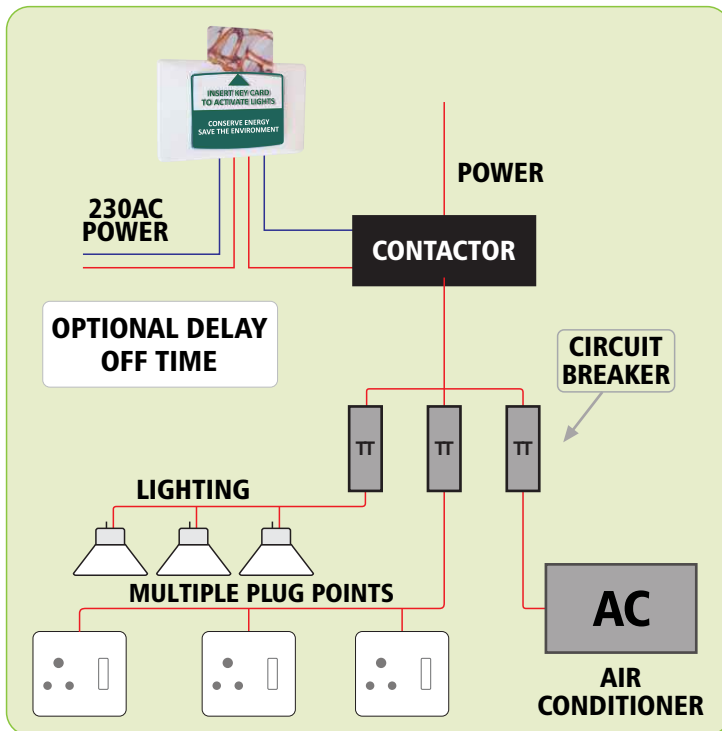 INSERT KEY CARD
TO ACTIVATE LIGHTS
CONSERVE ENERGY
SAVE THE ENVIRONMENT
POWER
230AC
POWER
CONTACTOR
OPTIONAL DELAY
OFF TIME
CIRCUIT
BREAKER
TT
TT
TT
LIGHTING
MULTIPLE PLUG POINTS
AC
AIR
CONDITIONER